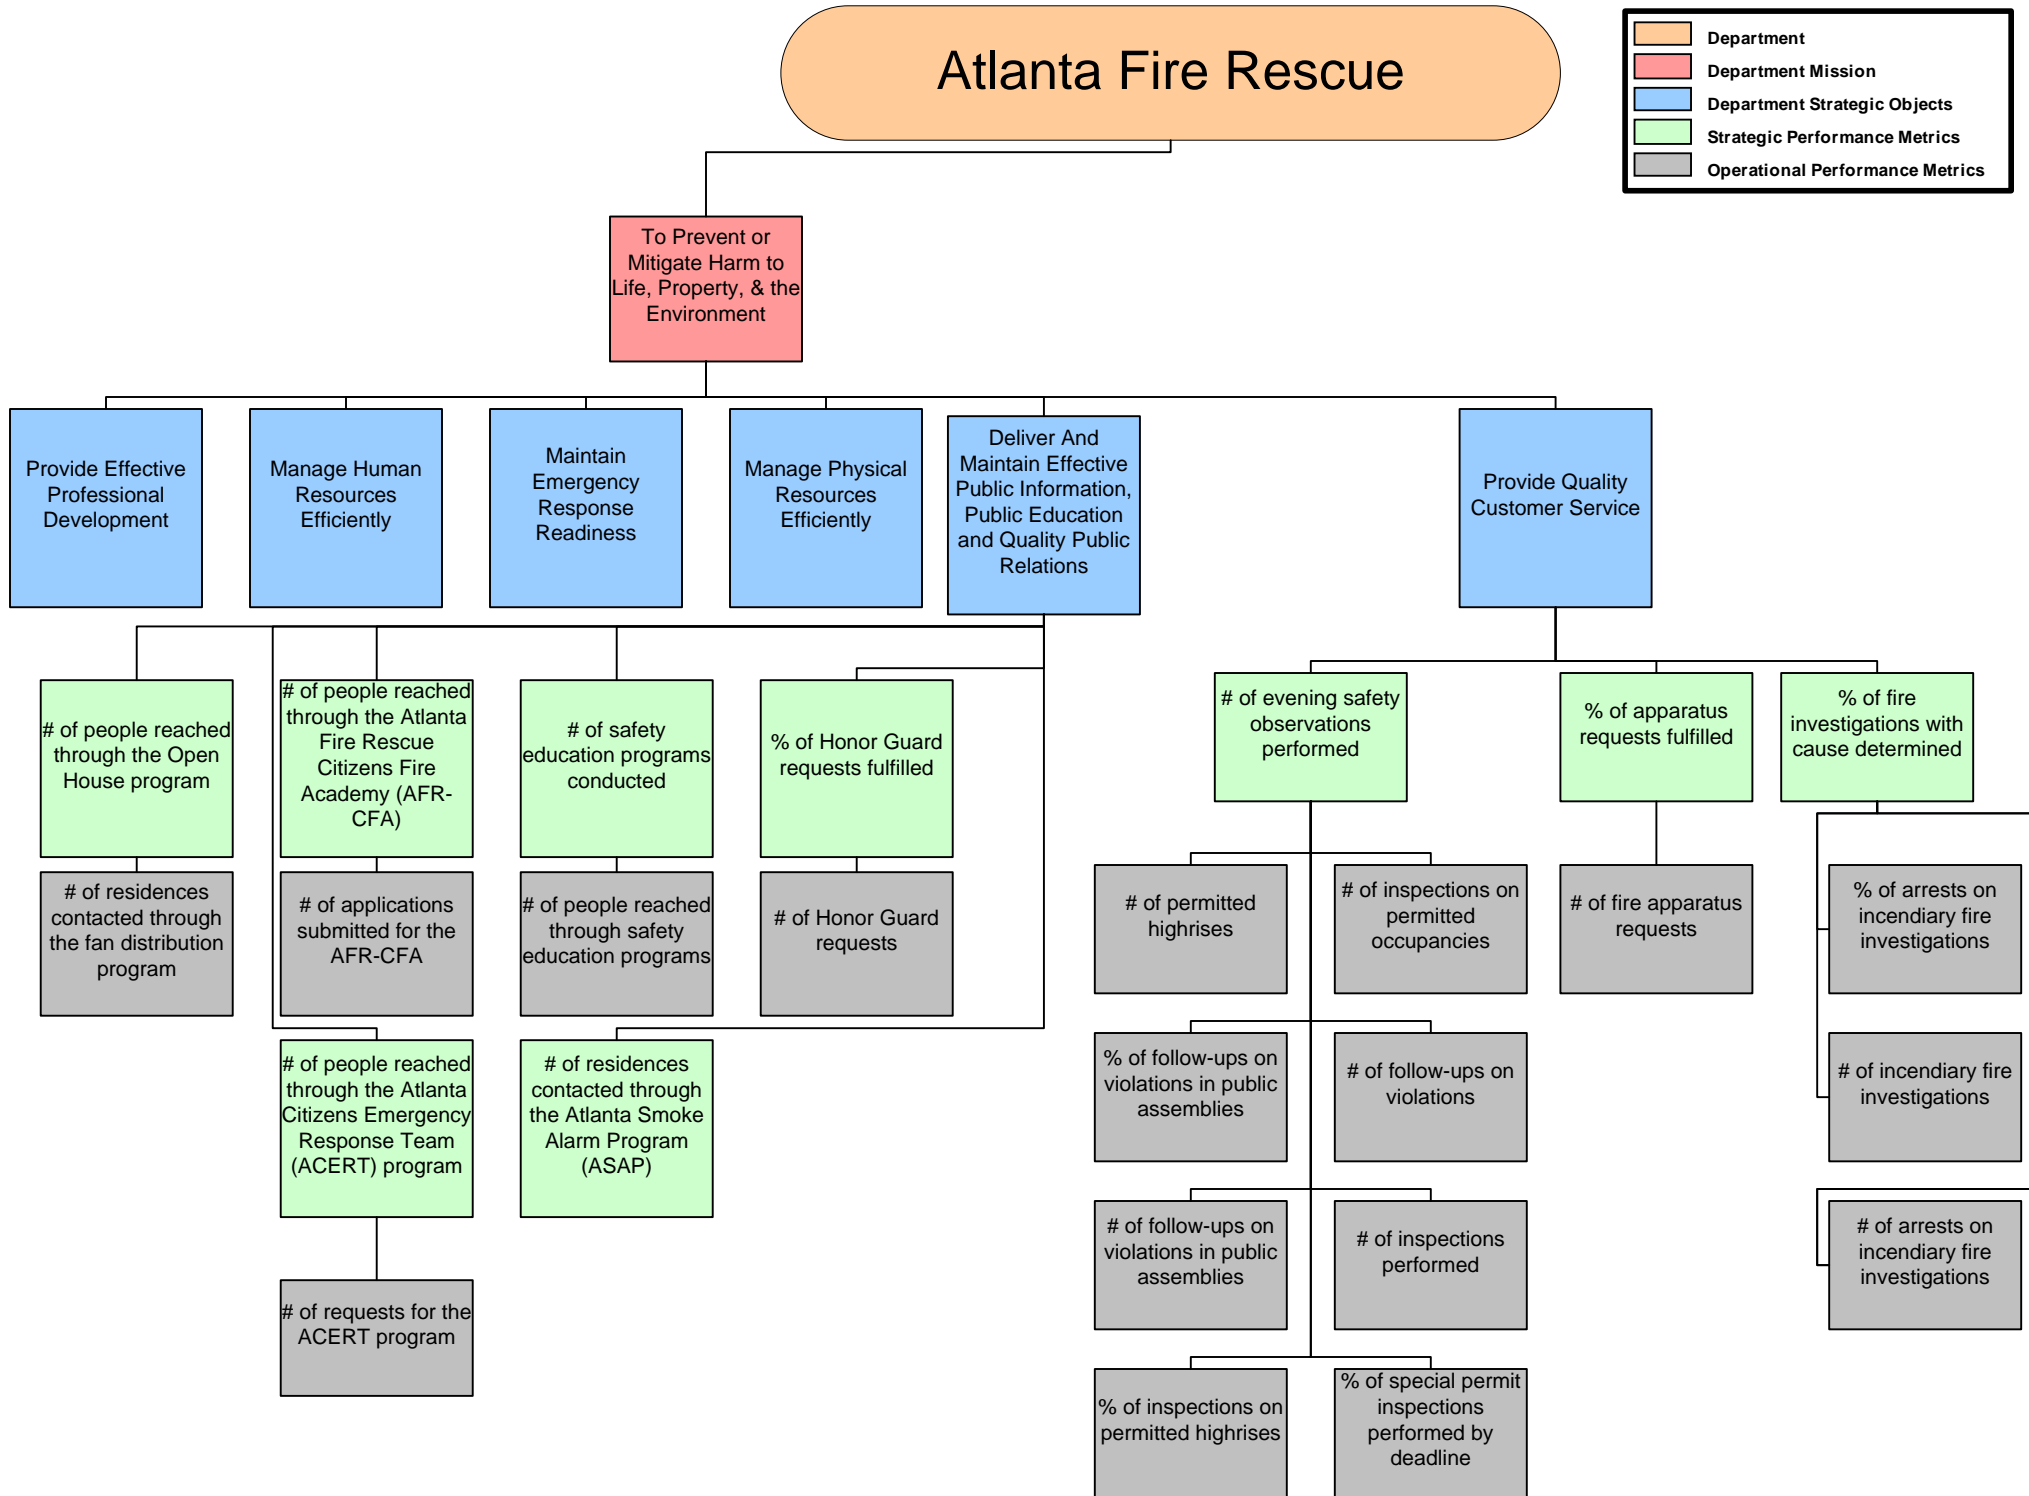 Atlanta Fire Rescue
Department
Department Mission
Department Strategic Objects
Strategic Performance Metrics
Operational Performance Metrics
To Prevent or
Mitigate Harm to
Life, Property, & the
Environment
Provide Effective
Professional
Development
Manage Human
Resources
Efficiently
Maintain
Emergency
Response
Readiness
Manage Physical
Resources
Efficiently
Deliver And
Maintain Effective
Public Information,
Public Education
and Quality Public
Relations
Provide Quality
Customer Service
# of people reached
through the Open
House program
# of people reached
through the Atlanta
Fire Rescue
Citizens Fire
Academy (AFR-
CFA)
# of safety
education programs
conducted
% of Honor Guard
requests fulfilled
# of evening safety
observations
performed
% of apparatus
requests fulfilled
% of fire
investigations with
cause determined
# of residences
contacted through
the fan distribution
program
# of applications
submitted for the
AFR-CFA
# of people reached
through safety
education programs
# of Honor Guard
requests
# of permitted
highrises
# of inspections on
permitted
occupancies
# of fire apparatus
requests
% of arrests on
incendiary fire
investigations
# of people reached
through the Atlanta
Citizens Emergency
Response Team
(ACERT) program
# of residences
contacted through
the Atlanta Smoke
Alarm Program
(ASAP)
% of follow-ups on
violations in public
assemblies
# of follow-ups on
violations
# of incendiary fire
investigations
# of follow-ups on
violations in public
assemblies
# of inspections
performed
# of arrests on
incendiary fire
investigations
# of requests for the
ACERT program
% of inspections on
permitted highrises
% of special permit
inspections
performed by
deadline